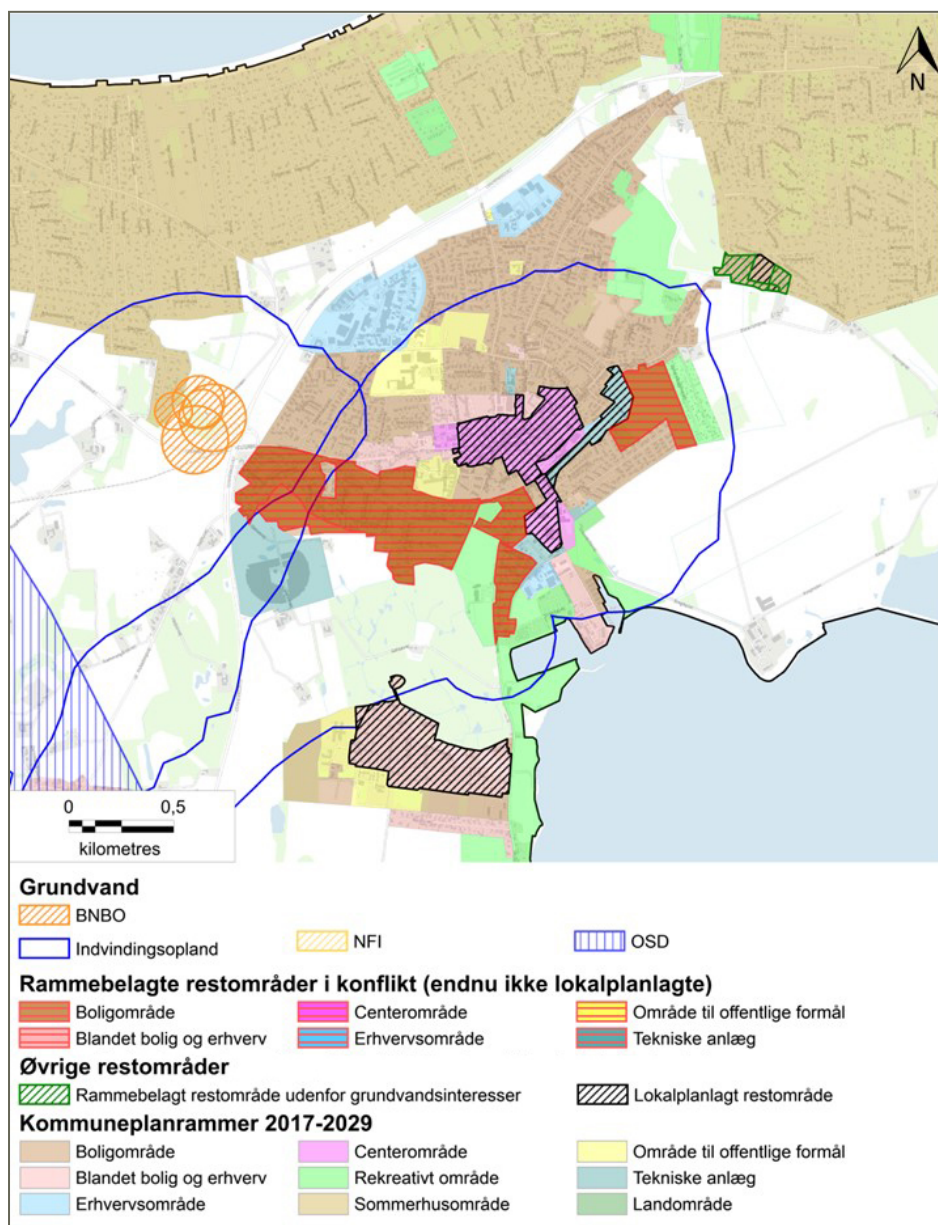 N
0 0,5
kilometres
Grundvand
BNBO
Indvindingsopland NFI OSD
Rammebelagte restområder i konflikt (endnu ikke lokalplanlagte)
Boligområde Centerområde Område til offentlige formål
Blandet bolig og erhverv Erhvervsområde Tekniske anlæg
Øvrige restområder
Rammebelagt restområde udenfor grundvandsinteresser Lokalplanlagt restområde
Kommuneplanrammer 2017-2029
Boligområde Centerområde Område til offentlige formål
Blandet bolig og erhverv Rekreativt område Tekniske anlæg
Erhvervsområde Sommerhusområde Landområde